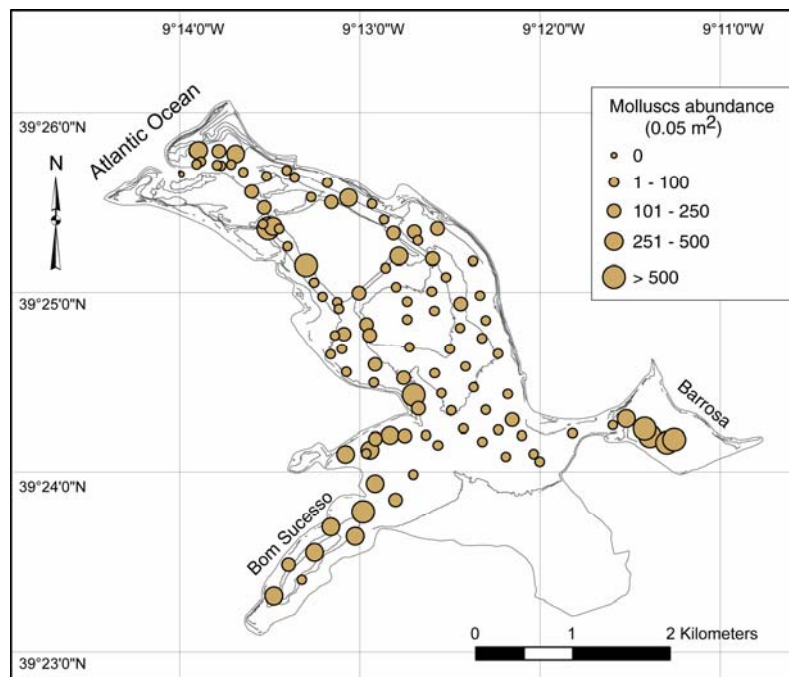 9°14'0"W 9°13'0"W 9°12'0"W 9°11'0"W
39°26'0"N
Atlantic Ocean
N
Molluscs abundance
(0.05 m²)
0
1 - 100
101 - 250
251 - 500
> 500
39°25'0"N
Barrosa
39°24'0"N
Bom Sucesso
0 1 2 Kilometers
39°23'0"N